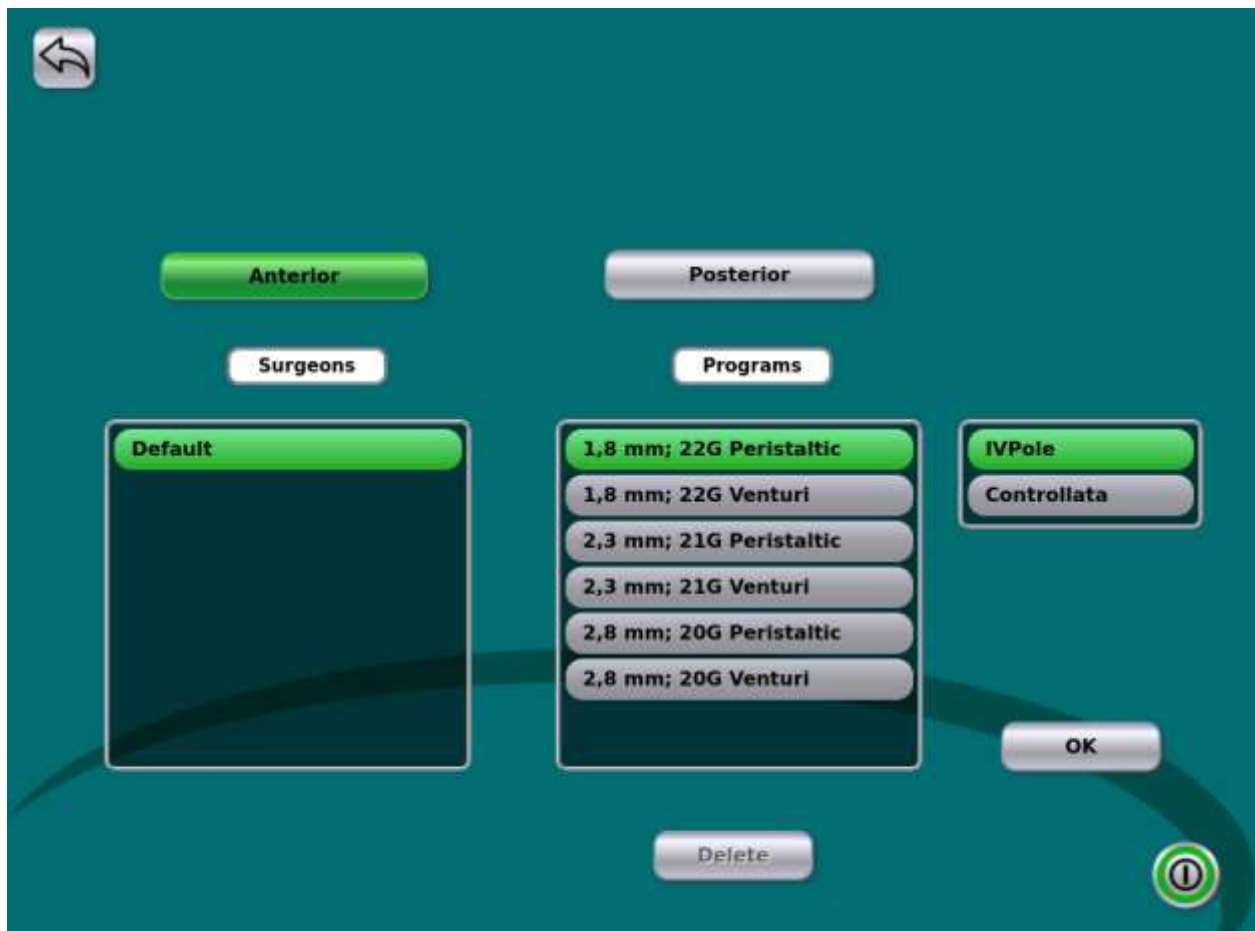 Anterior
Posterior
Surgeons
Programs
Default
1,8 mm; 22G Peristaltic
1,8 mm; 22G Venturi
2,3 mm; 21G Peristaltic
2,3 mm; 21G Venturi
2,8 mm; 20G Peristaltic
2,8 mm; 20G Venturi
IVPole
Controllata
OK
Delete